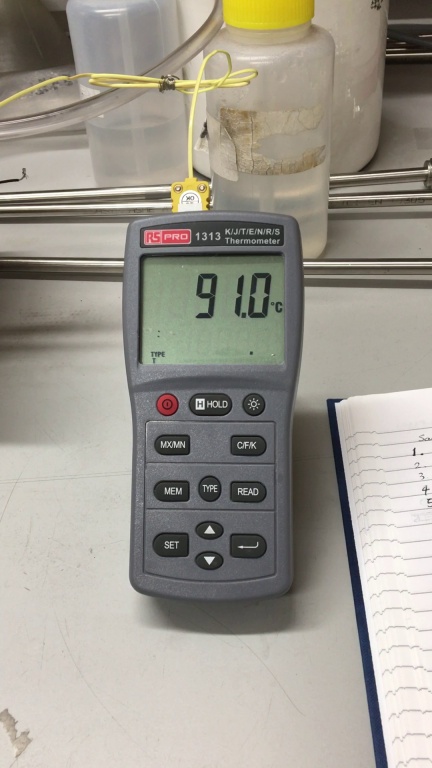 OK
RS PRO 1313 K/J/T/E/N/R/S
Thermometer
91.0 °C
TYPE
T
H HOLD
MX/MN C/F/K
MEM TYPE READ
SET
1.
2.
3
4
5